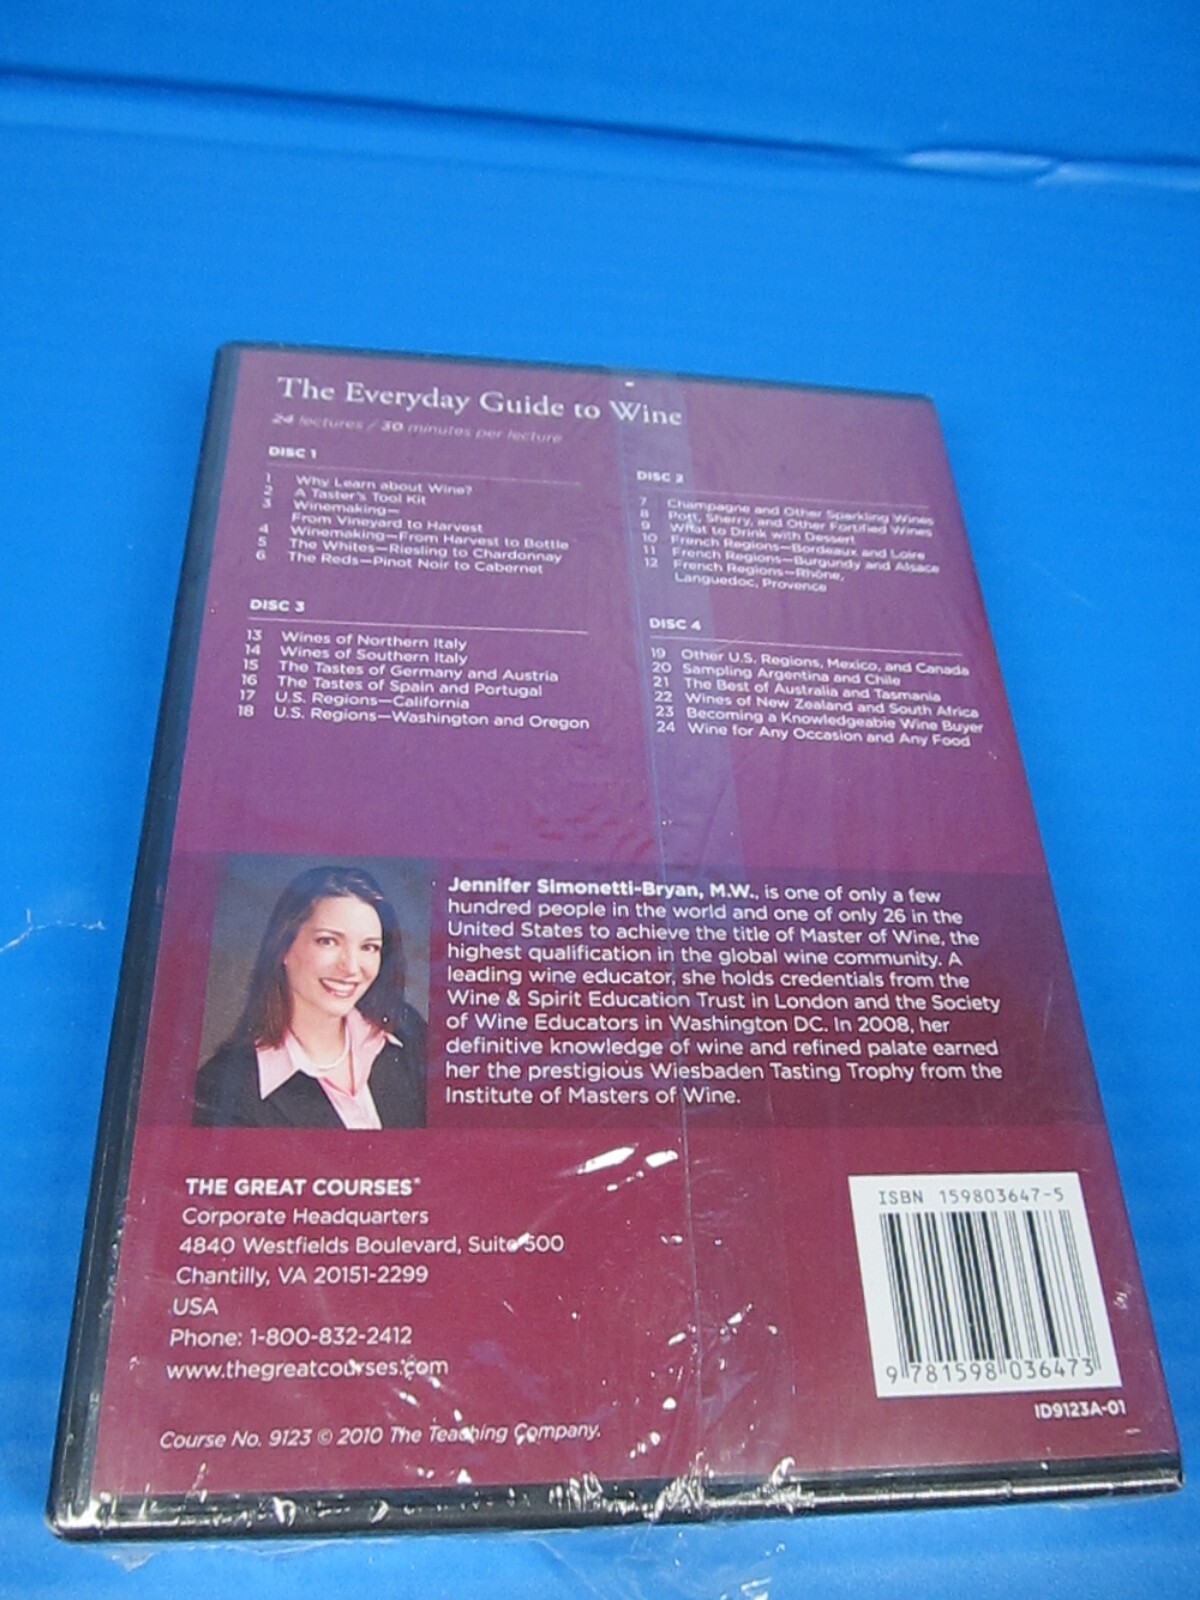 The Everyday Guide to Wine
24 lectures / 30 minutes per lecture
DISC 1
1 Why Learn about Wine?
2 A Taster's Tool Kit
3 Winemaking—
From Vineyard to Harvest
4 Winemaking—From Harvest to Bottle
5 The Whites—Riesling to Chardonnay
6 The Reds—Pinot Noir to Cabernet
DISC 2
7 Champagne and Other Sparkling Wines
8 Port, Sherry, and Other Fortified Wines
9 What to Drink with Dessert
10 French Regions—Bordeaux and Loire
11 French Regions—Burgundy and Alsace
12 French Regions—Rhône,
Languedoc, Provence
DISC 3
13 Wines of Northern Italy
14 Wines of Southern Italy
15 The Tastes of Germany and Austria
16 The Tastes of Spain and Portugal
17 U.S. Regions—California
18 U.S. Regions—Washington and Oregon
DISC 4
19 Other U.S. Regions, Mexico, and Canada
20 Sampling Argentina and Chile
21 The Best of Australia and Tasmania
22 Wines of New Zealand and South Africa
23 Becoming a Knowledgeable Wine Buyer
24 Wine for Any Occasion and Any Food
Jennifer Simonetti-Bryan, M.W., is one of only a few
hundred people in the world and one of only 26 in the
United States to achieve the title of Master of Wine, the
highest qualification in the global wine community. A
leading wine educator, she holds credentials from the
Wine & Spirit Education Trust in London and the Society
of Wine Educators in Washington DC. In 2008, her
definitive knowledge of wine and refined palate earned
her the prestigious Wiesbaden Tasting Trophy from the
Institute of Masters of Wine.
THE GREAT COURSES®
Corporate Headquarters
4840 Westfields Boulevard, Suite 500
Chantilly, VA 20151-2299
USA
Phone: 1-800-832-2412
www.thegreatcourses.com
Course No. 9123 © 2010 The Teaching Company.
ISBN 159803647-5
9 781598 036473
ID9123A-01